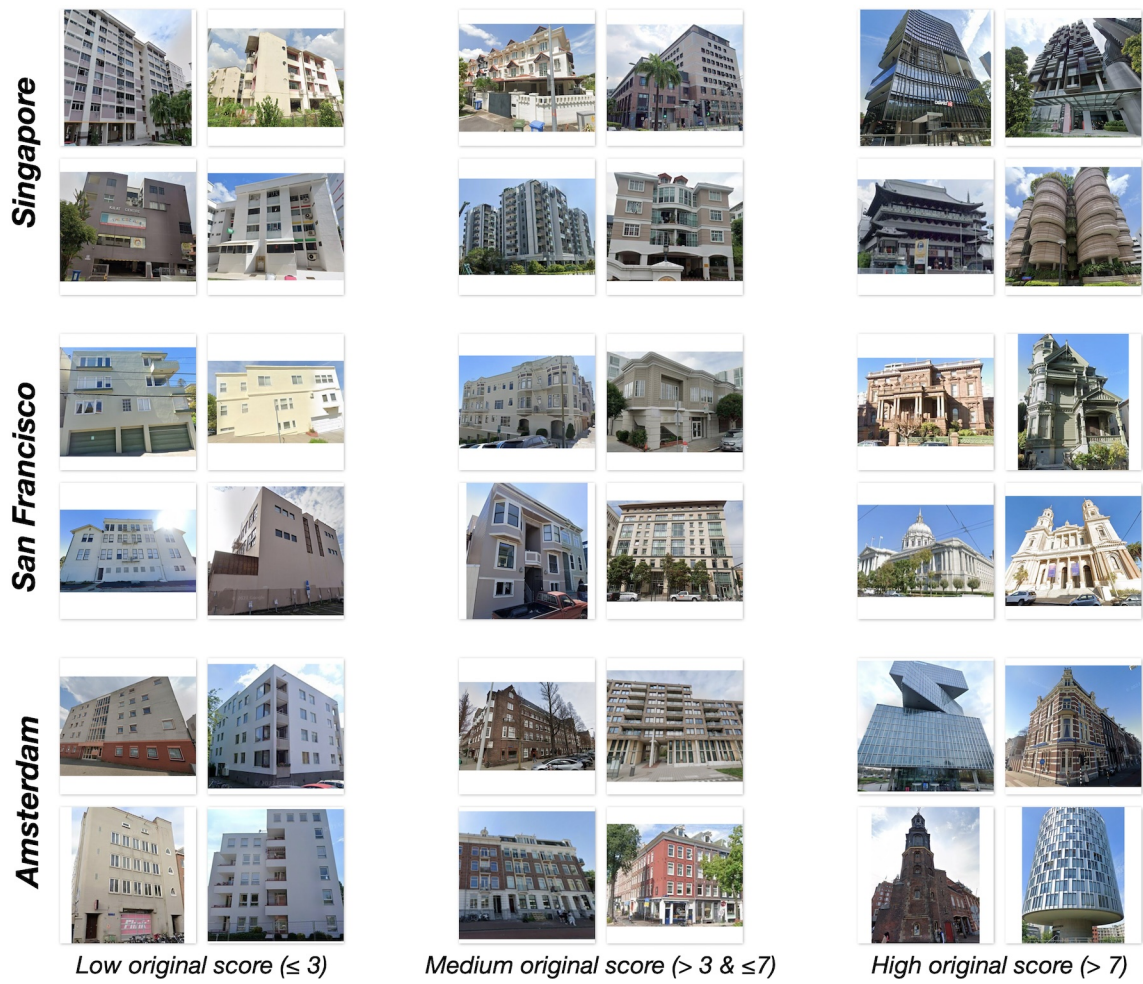 Singapore
San Francisco
Amsterdam
Low original score (≤ 3)
Medium original score (> 3 & ≤7)
High original score (> 7)